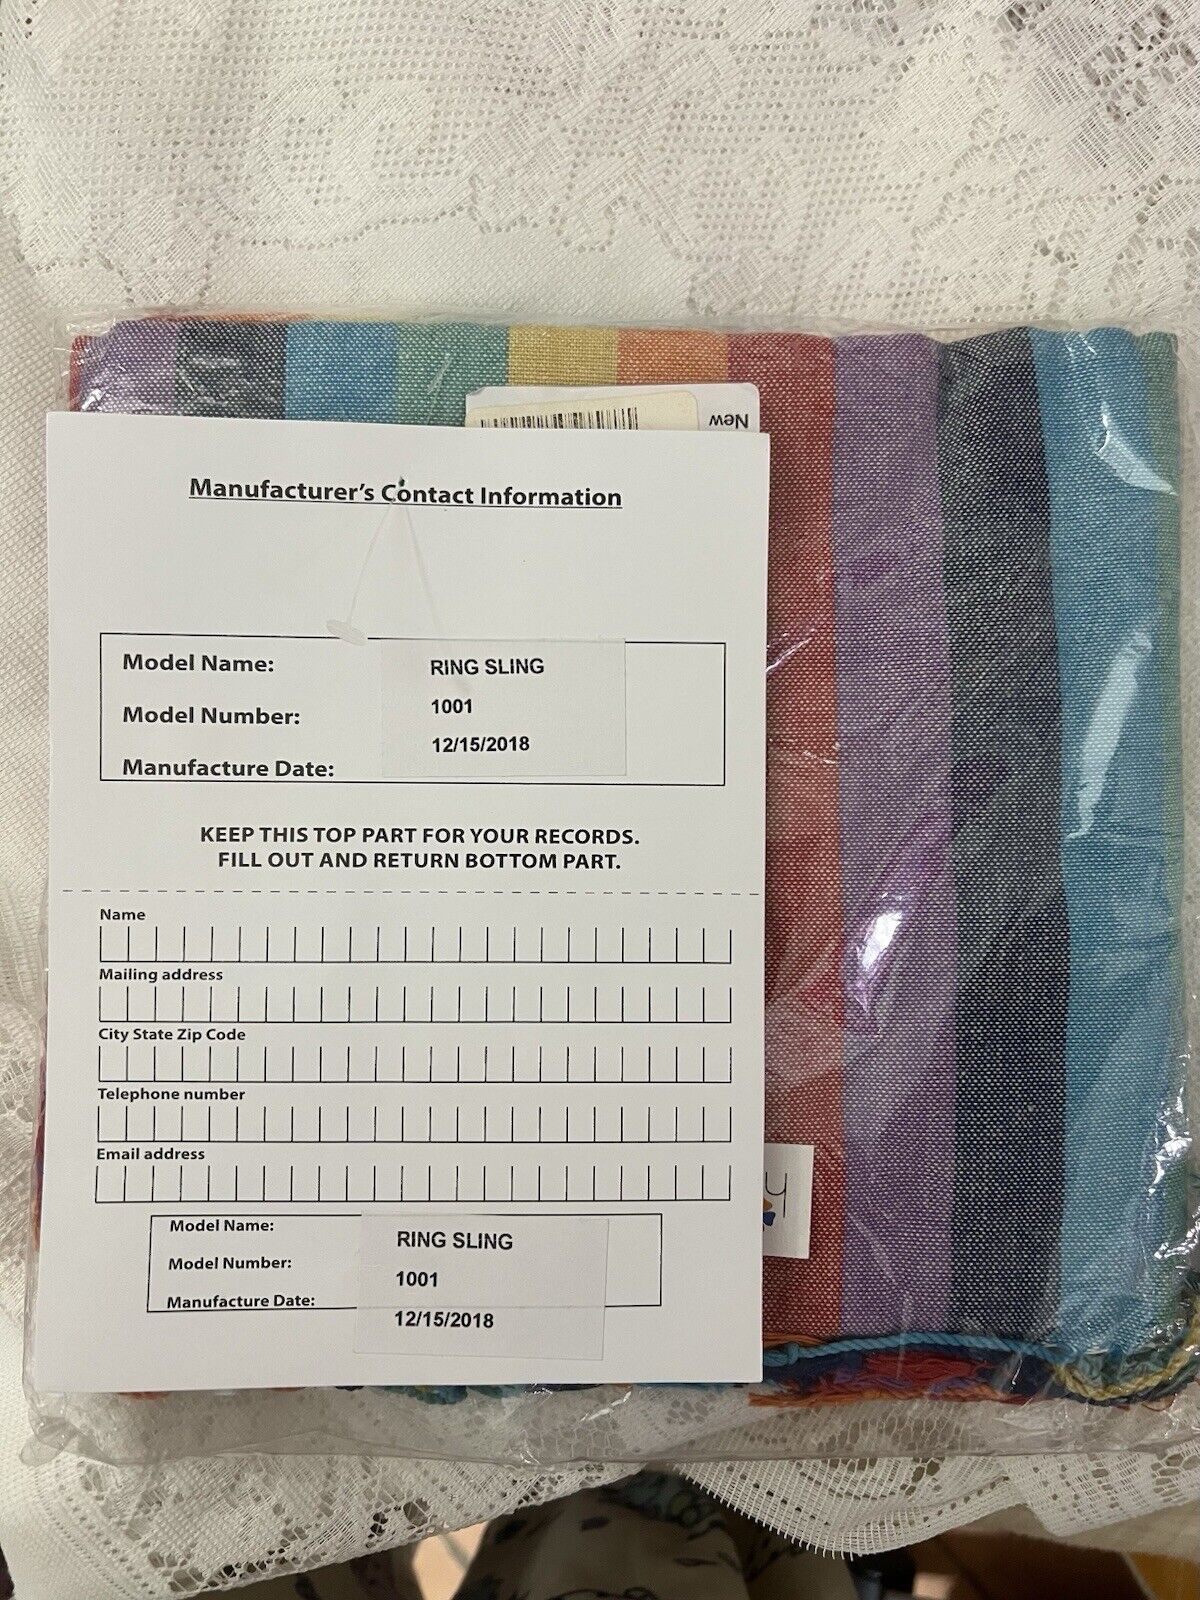 New
Manufacturer's Contact Information
Model Name: RING SLING
Model Number: 1001
Manufacture Date: 12/15/2018
KEEP THIS TOP PART FOR YOUR RECORDS.
FILL OUT AND RETURN BOTTOM PART.
Name
Mailing address
City State Zip Code
Telephone number
Email address
Model Name: RING SLING
Model Number: 1001
Manufacture Date: 12/15/2018